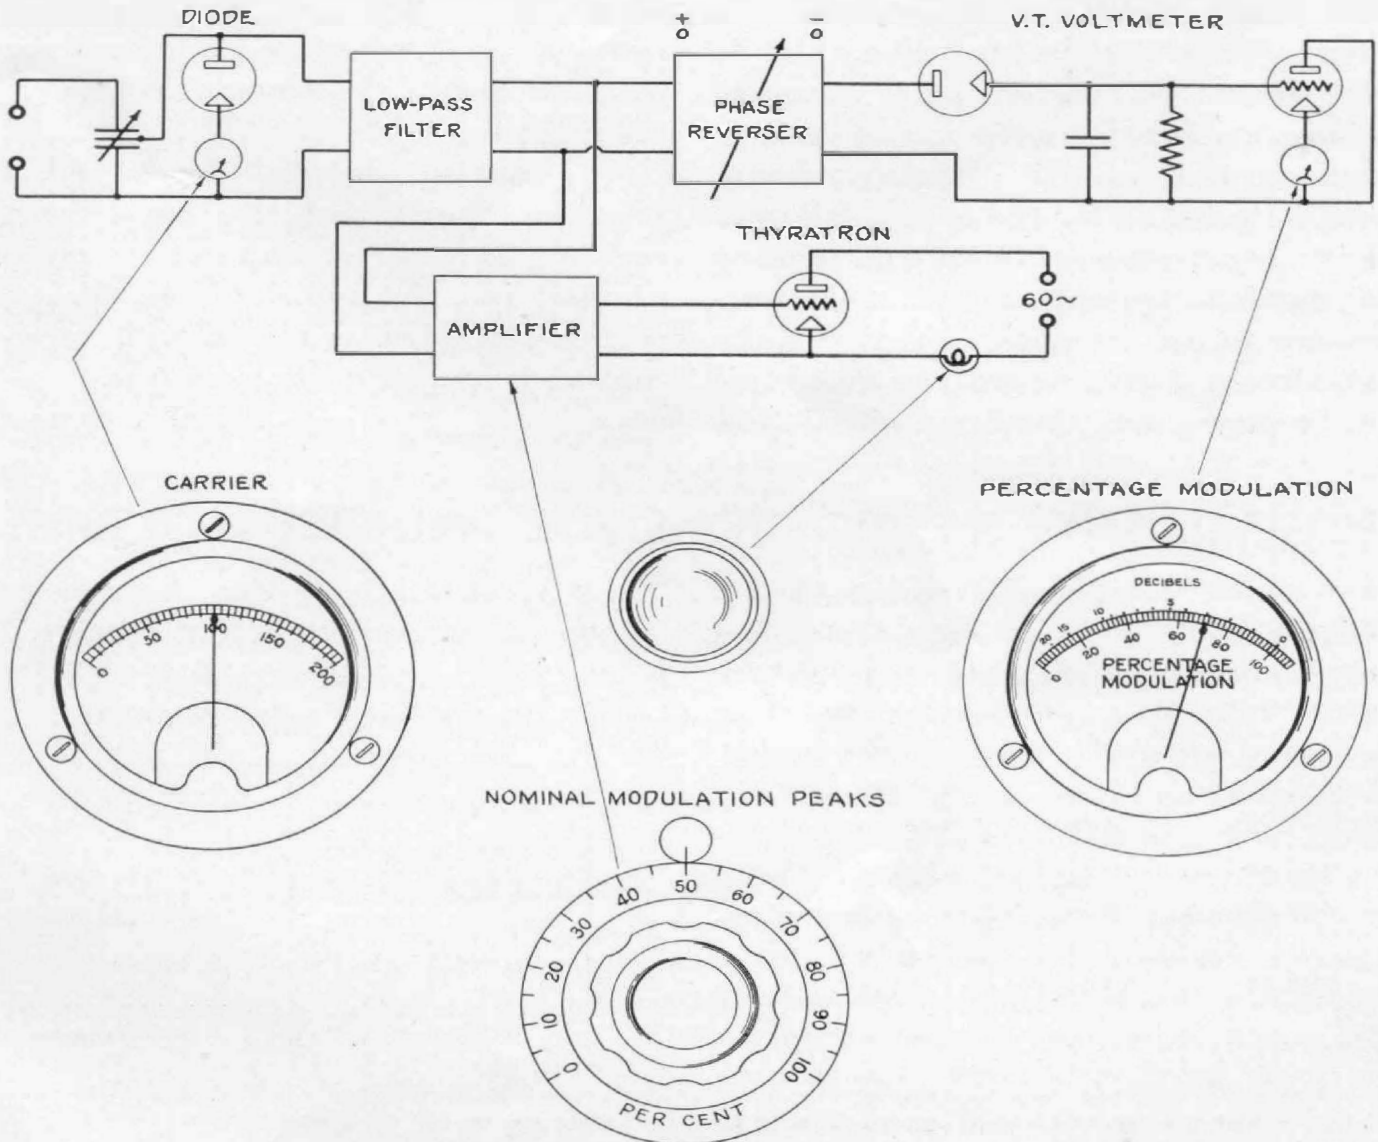 DIODE
O+
O-
V.T. VOLTMETER
LOW-PASS
FILTER
PHASE
REVERSER
THYRATRON
60~
AMPLIFIER
CARRIER
0 50 100 150 200
PERCENTAGE MODULATION
DECIBELS
20 15 10 5 0
0 20 40 60 80 100
PERCENTAGE
MODULATION
NOMINAL MODULATION PEAKS
0 10 20 30 40 50 60 70 80 90 100
PER CENT